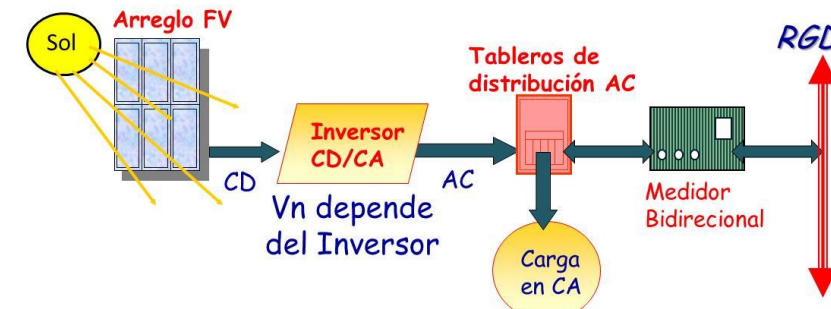 Arreglo FV
Sol
RGD
Tableros de
distribución AC
Inversor
CD/CA
CD
AC
Vn depende
del Inversor
Medidor
Bidirecional
Carga
en CA